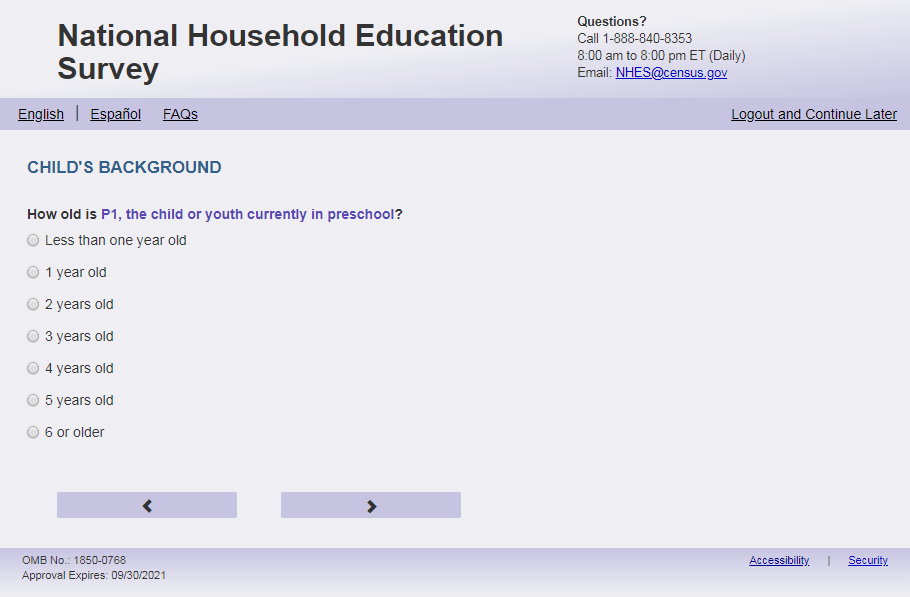 National Household Education
Survey
Questions?
Call 1-888-840-8353
8:00 am to 8:00 pm ET (Daily)
Email: NHES@census.gov
English | Español FAQs Logout and Continue Later
CHILD'S BACKGROUND
How old is P1, the child or youth currently in preschool?
Less than one year old
1 year old
2 years old
3 years old
4 years old
5 years old
6 or older
OMB No.: 1850-0768
Approval Expires: 09/30/2021
Accessibility | Security